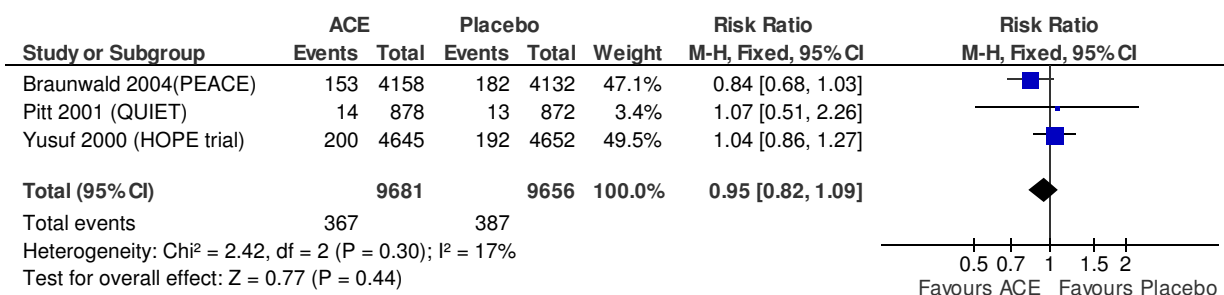 ACE Placebo Risk Ratio Risk Ratio
Study or Subgroup Events Total Events Total Weight M-H, Fixed, 95% CI M-H, Fixed, 95% CI
Braunwald 2004(PEACE) 153 4158 182 4132 47.1% 0.84 [0.68, 1.03]
Pitt 2001 (QUIET) 14 878 13 872 3.4% 1.07 [0.51, 2.26]
Yusuf 2000 (HOPE trial) 200 4645 192 4652 49.5% 1.04 [0.86, 1.27]
Total (95% CI) 9681 9656 100.0% 0.95 [0.82, 1.09]
Total events 367 387
Heterogeneity: Chi² = 2.42, df = 2 (P = 0.30); I² = 17%
Test for overall effect: Z = 0.77 (P = 0.44)
0.5 0.7 1 1.5 2
Favours ACE Favours Placebo